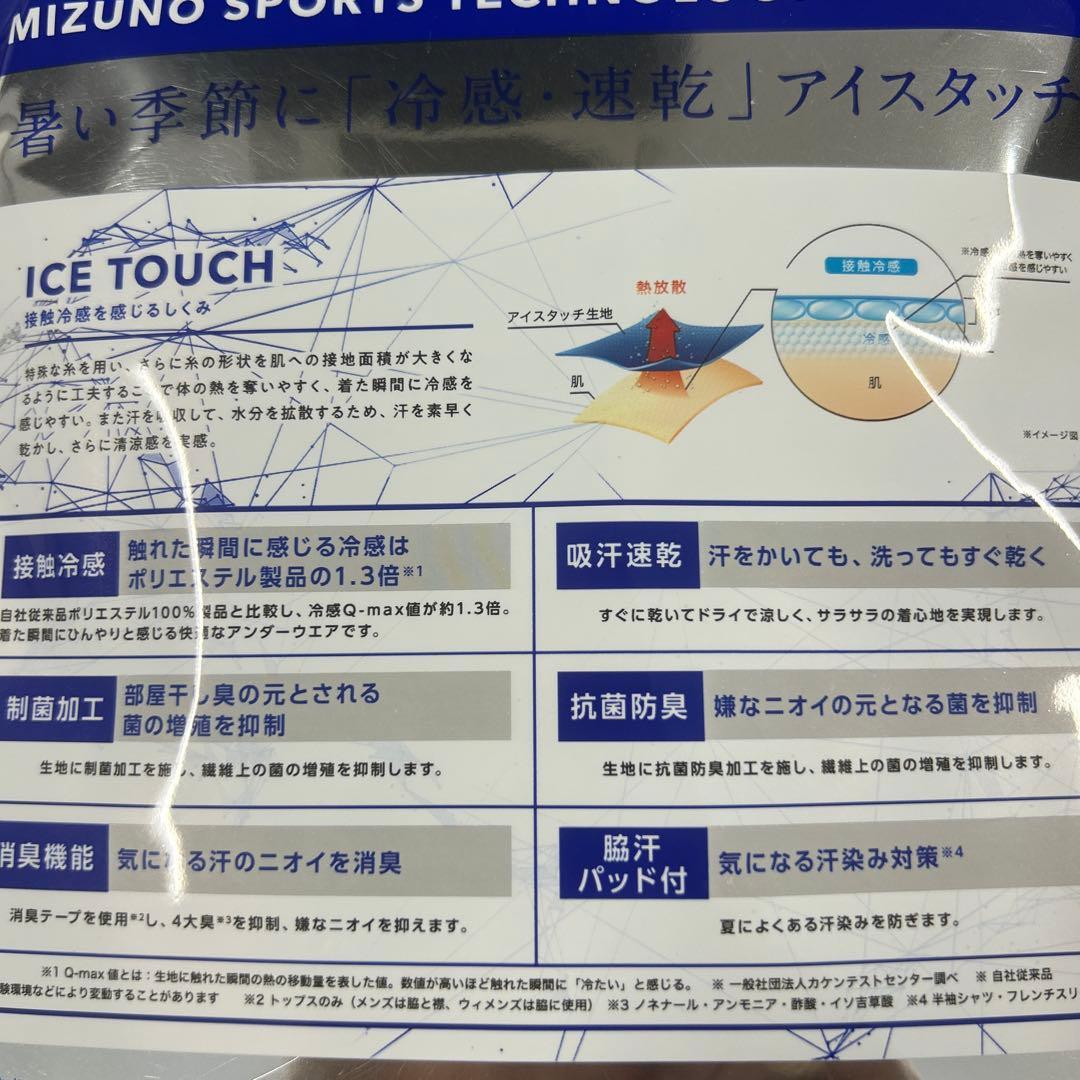 MIZUNO SPORTS
暑い季節に「冷感・速乾」アイスタッチ
ICE TOUCH
アイスタッチ
接触冷感を感じるしくみ
特殊な糸を用い、さらに糸の形状を肌への接地面積が大きくな
るように工夫する で体の熱を奪いやすく、着た瞬間に冷感を
感じやすい。また汗を吸収して、水分を拡散するため、汗を素早く
乾かし、さらに清涼感を実感。
熱放散
アイスタッチ生地
肌
接触冷感
※冷感 熱を奪いやすく
を感じやすい
冷感
肌
※イメージ図
接触冷感
触れた瞬間に感じる冷感は
ポリエステル製品の1.3倍※1
自社従来品ポリエステル100%製品と比較し、冷感Q-max値が約1.3倍。
着た瞬間にひんやりと感じる快適なアンダーウエアです。
吸汗速乾
汗をかいても、洗ってもすぐ乾く
すぐに乾いてドライで涼しく、サラサラの着心地を実現します。
制菌加工
部屋干し臭の元とされる
菌の増殖を抑制
生地に制菌加工を施し、繊維上の菌の増殖を抑制します。
抗菌防臭
嫌なニオイの元となる菌を抑制
生地に抗菌防臭加工を施し、繊維上の菌の増殖を抑制します。
消臭機能
気になる汗のニオイを消臭
消臭テープを使用※2し、4大臭※3を抑制、嫌なニオイを抑えます。
脇汗
パッド付
気になる汗染み対策※4
夏によくある汗染みを防ぎます。
※1 Q-max値とは：生地に触れた瞬間の熱の移動量を表した値。数値が高いほど触れた瞬間に「冷たい」と感じる。 ※ 一般社団法人カケンテストセンター調べ ※ 自社従来品
験環境などにより変動することがあります ※2 トップスのみ（メンズは脇と襟、ウィメンズは脇に使用） ※3 ノネナール・アンモニア・酢酸・イソ吉草酸 ※4 半袖シャツ・フレンチスリ